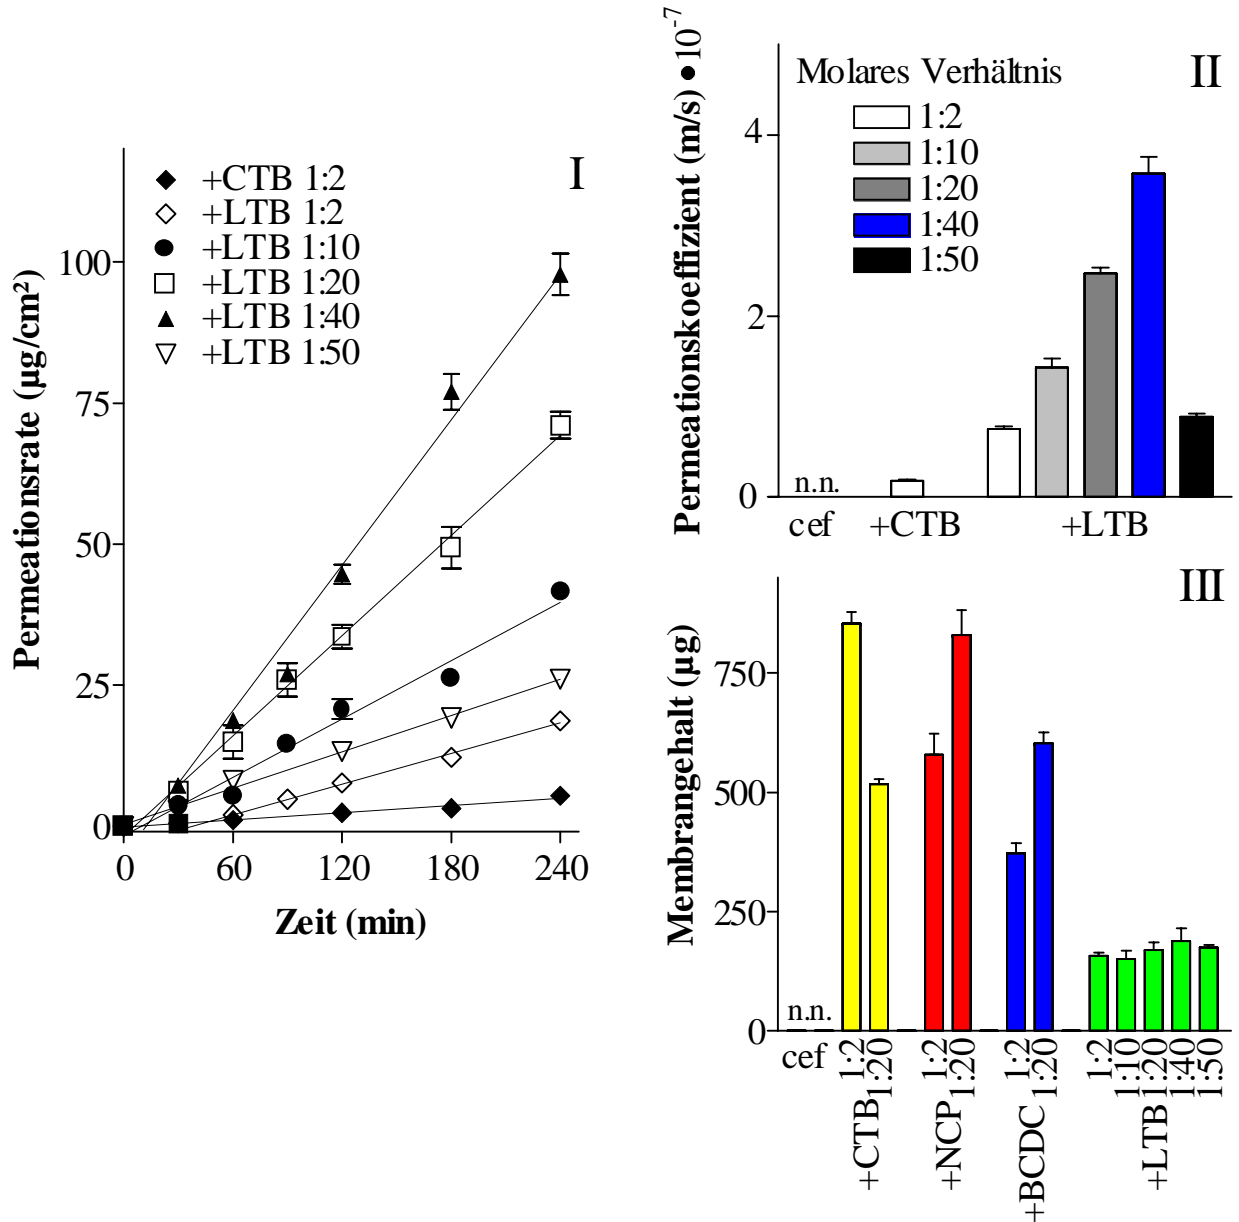 I
+CTB 1:2
+LTB 1:2
+LTB 1:10
+LTB 1:20
+LTB 1:40
+LTB 1:50
Permeationsrate (µg/cm²)
100
75
50
25
0
0 60 120 180 240
Zeit (min)
II
Permeationskoeffizient (m/s) ● 10⁻⁷
Molares Verhältnis
1:2
1:10
1:20
1:40
1:50
4
2
0
n.n.
cef +CTB +LTB
III
Membrangehalt (µg)
750
500
250
0
n.n.
cef
1:2 1:20 1:2 1:20 1:2 1:20 1:2 1:10 1:20 1:40 1:50
+CTB +NCP +BCDC +LTB